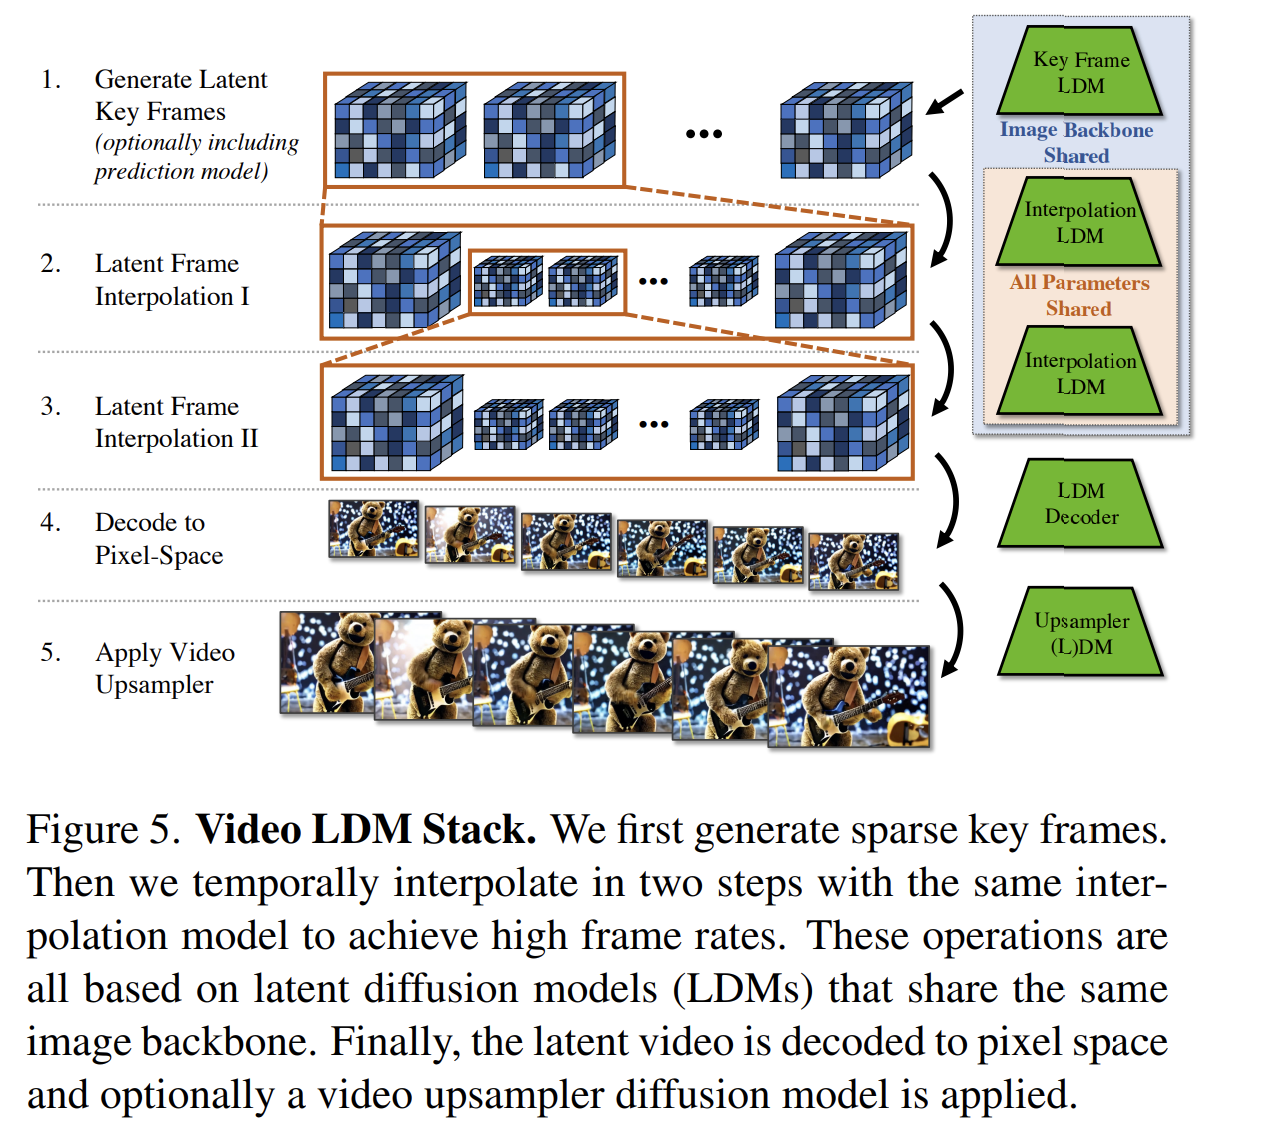 1. Generate Latent
Key Frames
(optionally including
prediction model)
Key Frame
LDM
Image Backbone
Shared
2. Latent Frame
Interpolation I
Interpolation
LDM
All Parameters
Shared
3. Latent Frame
Interpolation II
Interpolation
LDM
4. Decode to
Pixel-Space
LDM
Decoder
5. Apply Video
Upsampler
Upsampler
(L)DM
Figure 5. Video LDM Stack. We first generate sparse key frames.
Then we temporally interpolate in two steps with the same inter-
polation model to achieve high frame rates. These operations are
all based on latent diffusion models (LDMs) that share the same
image backbone. Finally, the latent video is decoded to pixel space
and optionally a video upsampler diffusion model is applied.